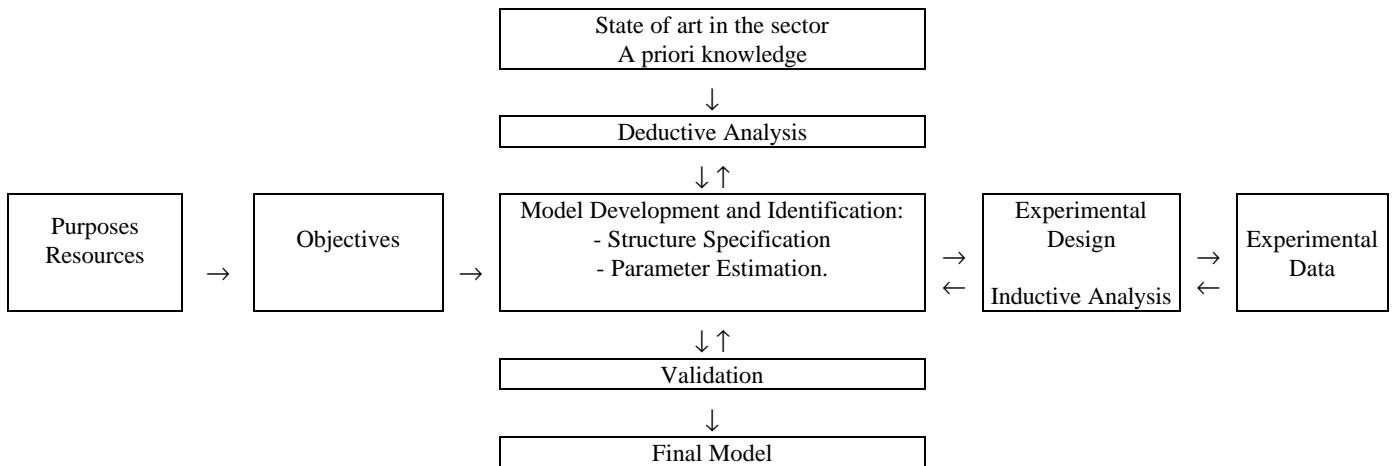 State of art in the sector
A priori knowledge
↓
Deductive Analysis
↓ ↑
Purposes
Resources
→
Objectives
→
Model Development and Identification:
- Structure Specification
- Parameter Estimation.
→
←
Experimental
Design
Inductive Analysis
→
←
Experimental
Data
↓ ↑
Validation
↓
Final Model